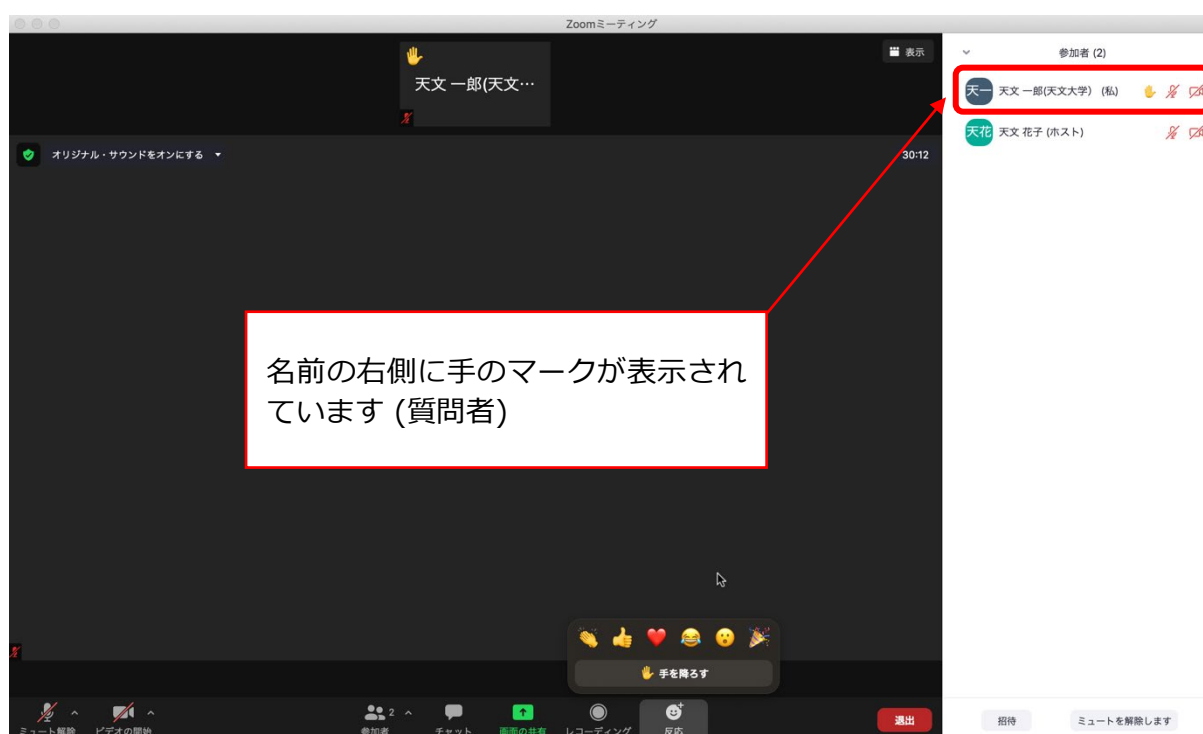 Zoomミーティング
天文 一郎(天文…
表示
参加者 (2)
天一 天文 一郎(天文大学) (私)
天花 天文 花子 (ホスト)
オリジナル・サウンドをオンにする
30:12
名前の右側に手のマークが表示され
ています (質問者)
手を降ろす
2
ミュート解除 ビデオの開始 参加者 チャット 画面の共有 レコーディング 反応
退出
招待 ミュートを解除します